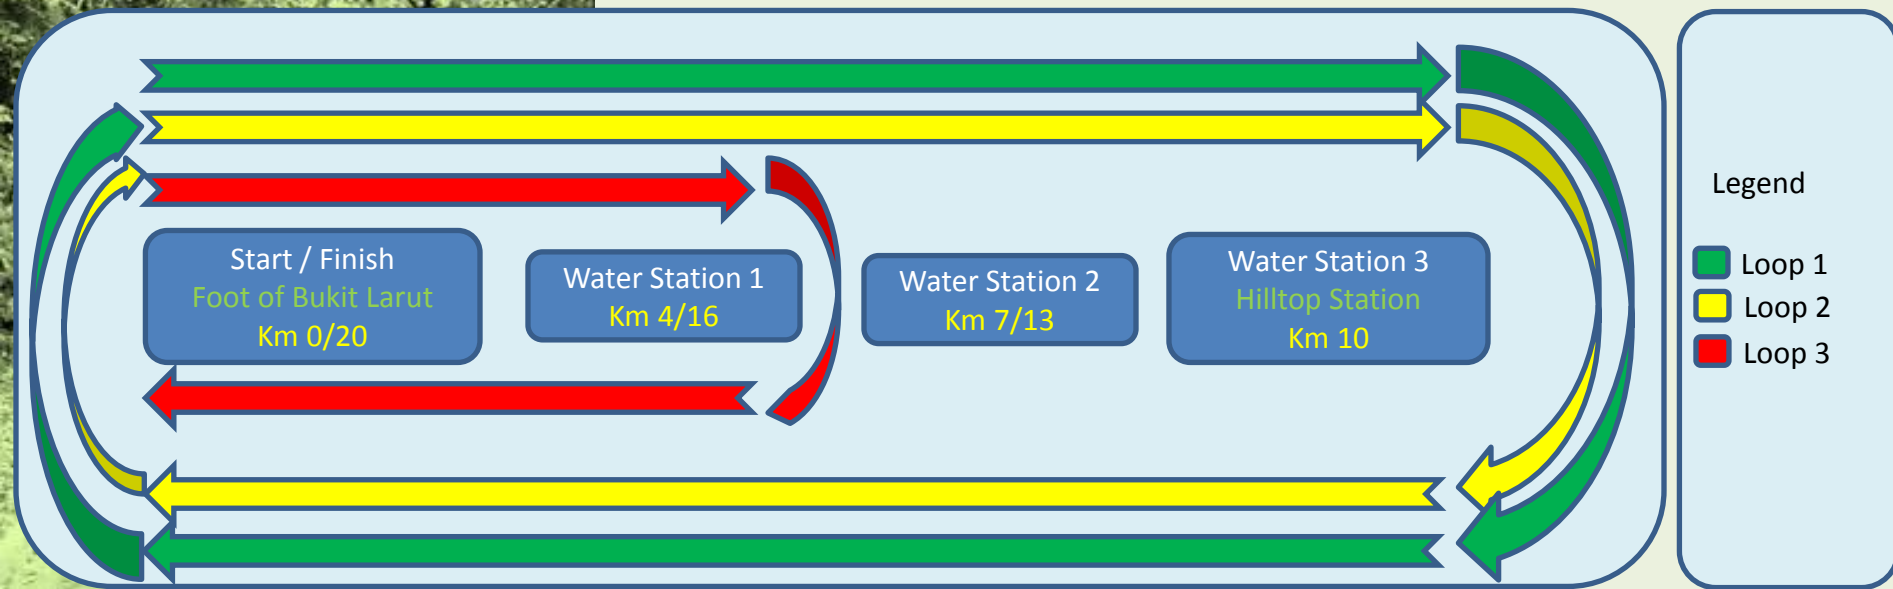 Start / Finish
Foot of Bukit Larut
Km 0/20
Water Station 1
Km 4/16
Water Station 2
Km 7/13
Water Station 3
Hilltop Station
Km 10
Legend
Loop 1
Loop 2
Loop 3